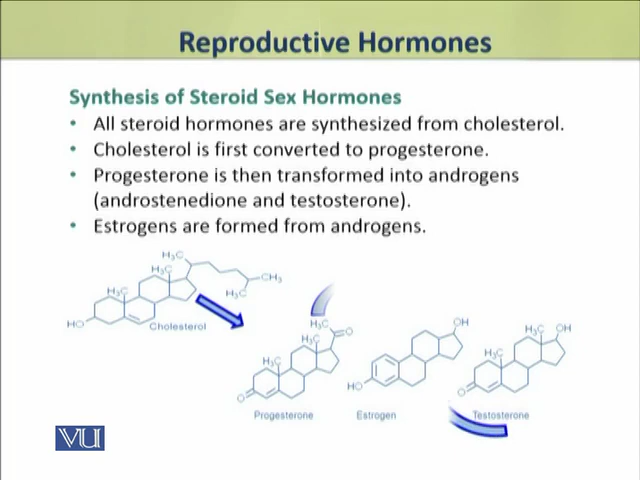 Reproductive Hormones
Synthesis of Steroid Sex Hormones
• All steroid hormones are synthesized from cholesterol.
• Cholesterol is first converted to progesterone.
• Progesterone is then transformed into androgens
(androstenedione and testosterone).
• Estrogens are formed from androgens.
H₃C
H₃C
CH₃
H₃C
H₃C
HO
Cholesterol
H₃C
O
H₃C
H₃C
O
Progesterone
OH
HO
Estrogen
H₃C
OH
H₃C
O
Testosterone
VU